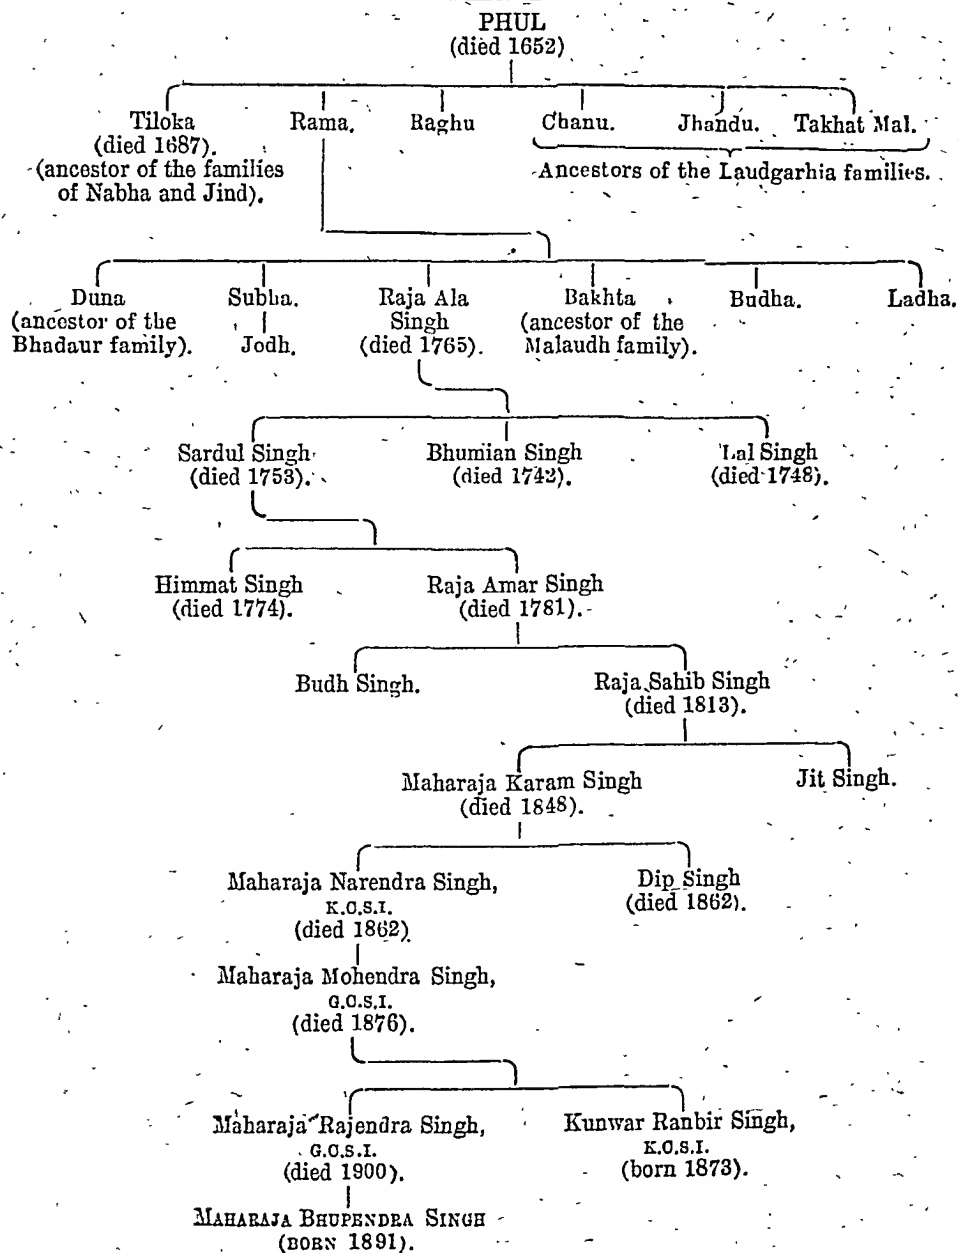 PHUL
(died 1652)
Tiloka
(died 1687).
(ancestor of the families
of Nabha and Jind).
Rama.
Raghu
Chanu.
Jhandu.
Takhat Mal.
Ancestors of the Laudgarhia families.
Duna
(ancestor of the
Bhadaur family).
Subha.
Jodh.
Raja Ala
Singh
(died 1765).
Bakhta
(ancestor of the
Malaudh family).
Budha.
Ladha.
Sardul Singh
(died 1753).
Bhumian Singh
(died 1742).
Lal Singh
(died 1748).
Himmat Singh
(died 1774).
Raja Amar Singh
(died 1781).
Budh Singh.
Raja Sahib Singh
(died 1813).
Maharaja Karam Singh
(died 1848).
Jit Singh.
Maharaja Narendra Singh,
K.C.S.I.
(died 1862)
Dip Singh
(died 1862).
Maharaja Mohendra Singh,
G.C.S.I.
(died 1876).
Maharaja Rajendra Singh,
G.C.S.I.
(died 1900).
Kunwar Ranbir Singh,
K.C.S.I.
(born 1873).
MAHARAJA BHUPENDRA SINGH
(BORN 1891).